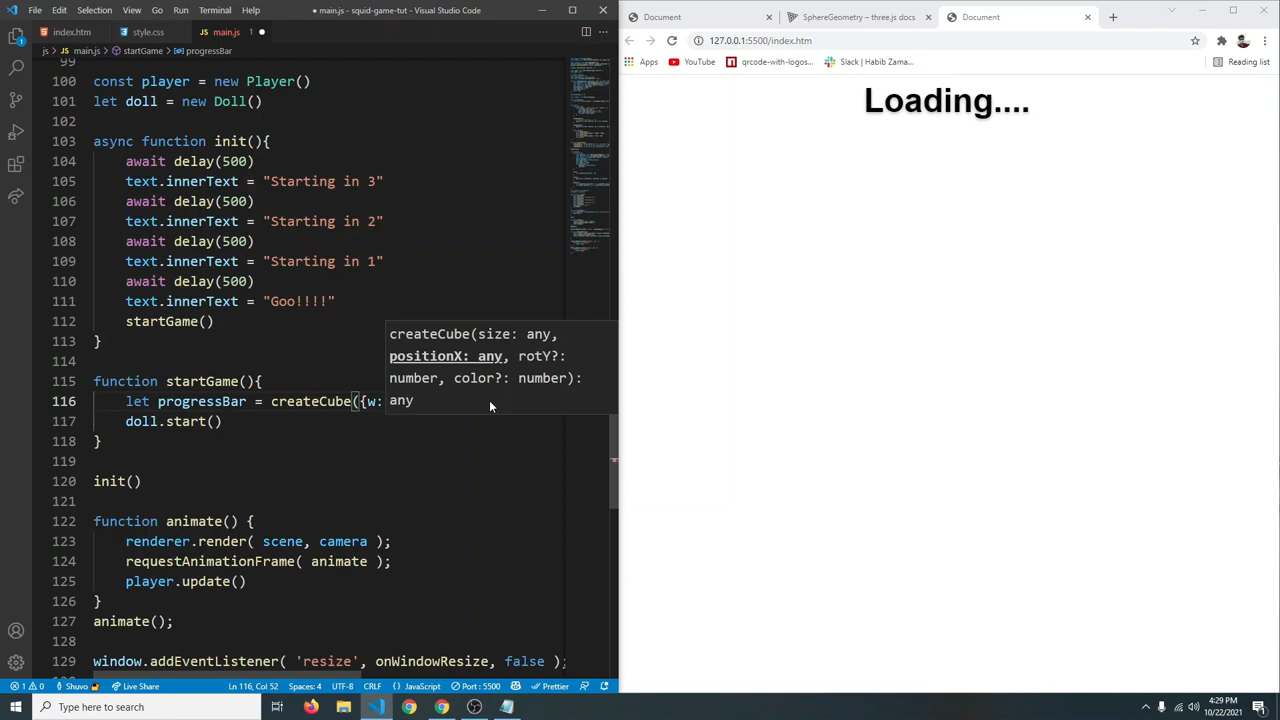 File Edit Selection View Go Run Terminal Help ● main.js - squid-game-tut - Visual Studio Code
index.htm style.css JS main.js 1 ●
js > JS main.js > startGame > progressBar
Document
SphereGeometry – three.js docs
Document
127.0.0.1:5500/index.htm
Apps YouTube qrcode-with-logos... Slack | Habib Zama... Reading list
Loading....
99
const player = new Player()
101 let doll = new Doll()
102
async function init(){
104 await delay(500)
105 text.innerText = "Starting in 3"
106 await delay(500)
107 text.innerText = "Starting in 2"
108 await delay(500)
109 text.innerText = "Starting in 1"
110 await delay(500)
111 text.innerText = "Goo!!!!"
112 startGame()
113 }
114
115 function startGame(){
116 let progressBar = createCube({w:
117 doll.start()
118 }
119
120 init()
121
122 function animate() {
123 renderer.render( scene, camera );
124 requestAnimationFrame( animate );
125 player.update()
126 }
127 animate();
128
129 window.addEventListener( 'resize', onWindowResize, false );
createCube(size: any,
positionX: any, rotY?:
number, color?: number):
any
1 0 Shuvo Live Share Ln 116, Col 52 Spaces: 4 UTF-8 CRLF {} JavaScript Port : 5500 Prettier
Type here to search
4:29 PM
10/22/2021
1